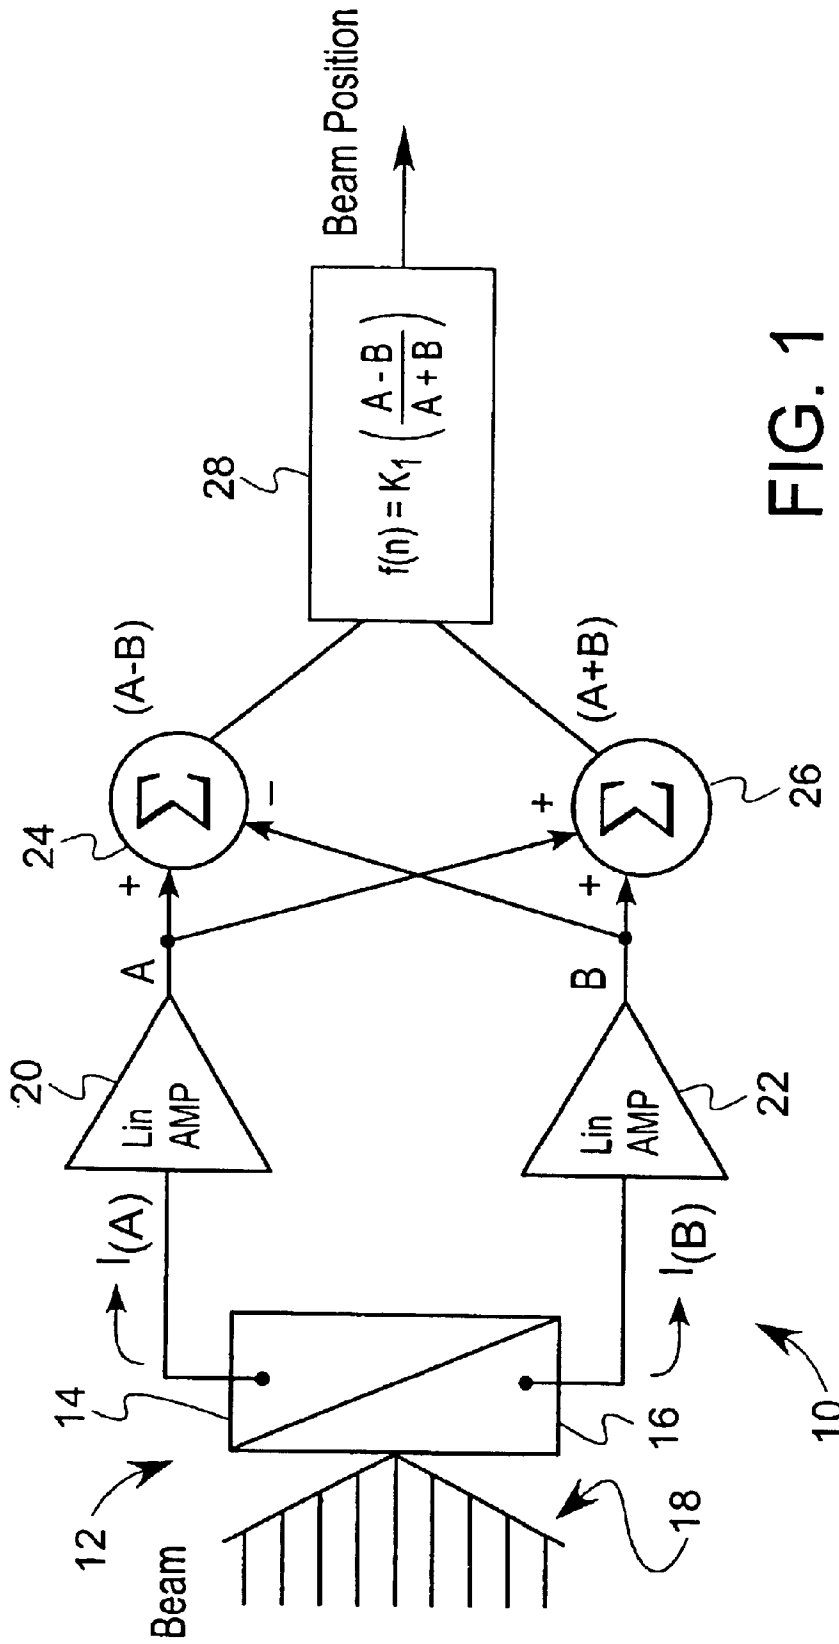 Beam
12
14
16
18
10
I(A)
I(B)
20
Lin
AMP
22
Lin
AMP
A
B
24
+
Σ
−
(A-B)
+
+
Σ
26
(A+B)
28
f(n) = K1 ( A - B / A + B )
Beam Position
FIG. 1